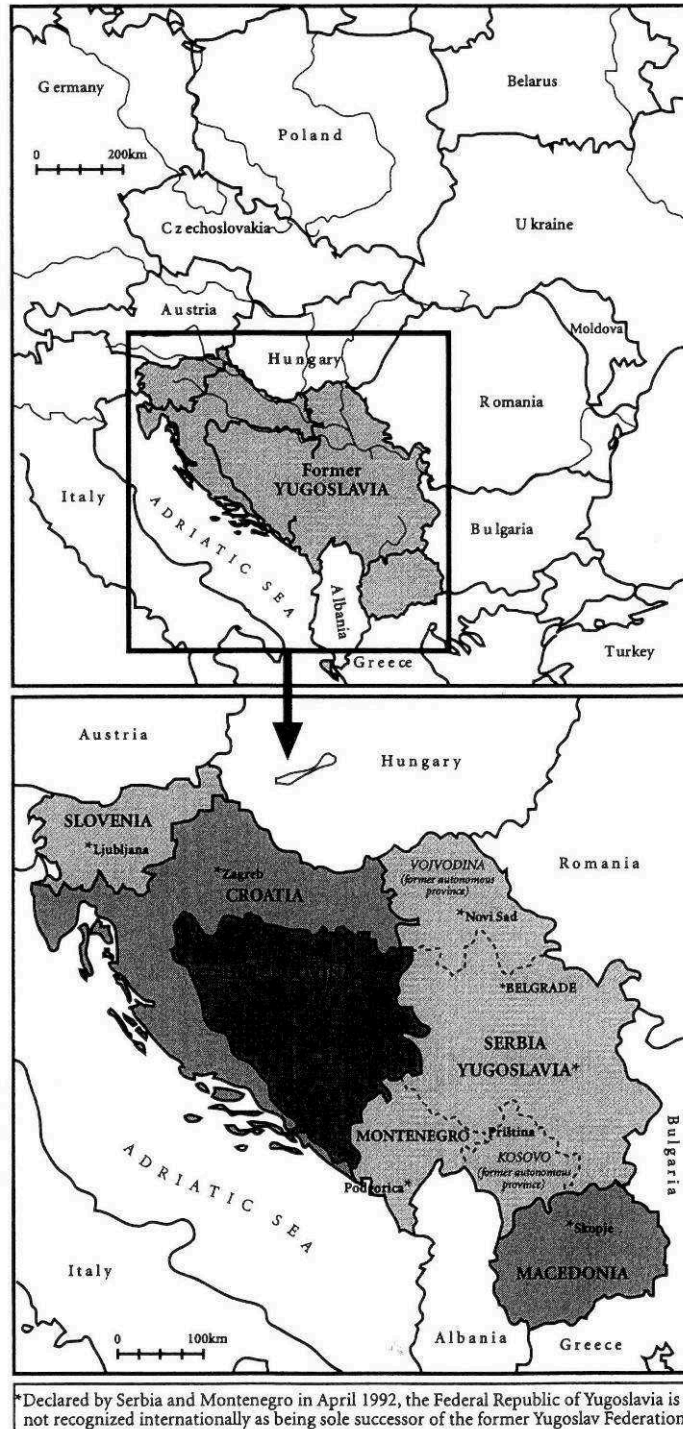 Germany
Belarus
Poland
0 200km
Czechoslovakia
Ukraine
Austria
Moldova
Hungary
Romania
Former
YUGOSLAVIA
Italy
ADRIATIC SEA
Bulgaria
Albania
Greece
Turkey
Austria
Hungary
SLOVENIA
*Ljubljana
*Zagreb
CROATIA
VOJVODINA
(former autonomous
province)
Romania
*Novi Sad
*BELGRADE
SERBIA
YUGOSLAVIA*
MONTENEGRO
Priština
KOSOVO
(former autonomous
province)
Podgorica*
Bulgaria
ADRIATIC SEA
*Skopje
MACEDONIA
Italy
0 100km
Albania
Greece
*Declared by Serbia and Montenegro in April 1992, the Federal Republic of Yugoslavia is
not recognized internationally as being sole successor of the former Yugoslav Federation